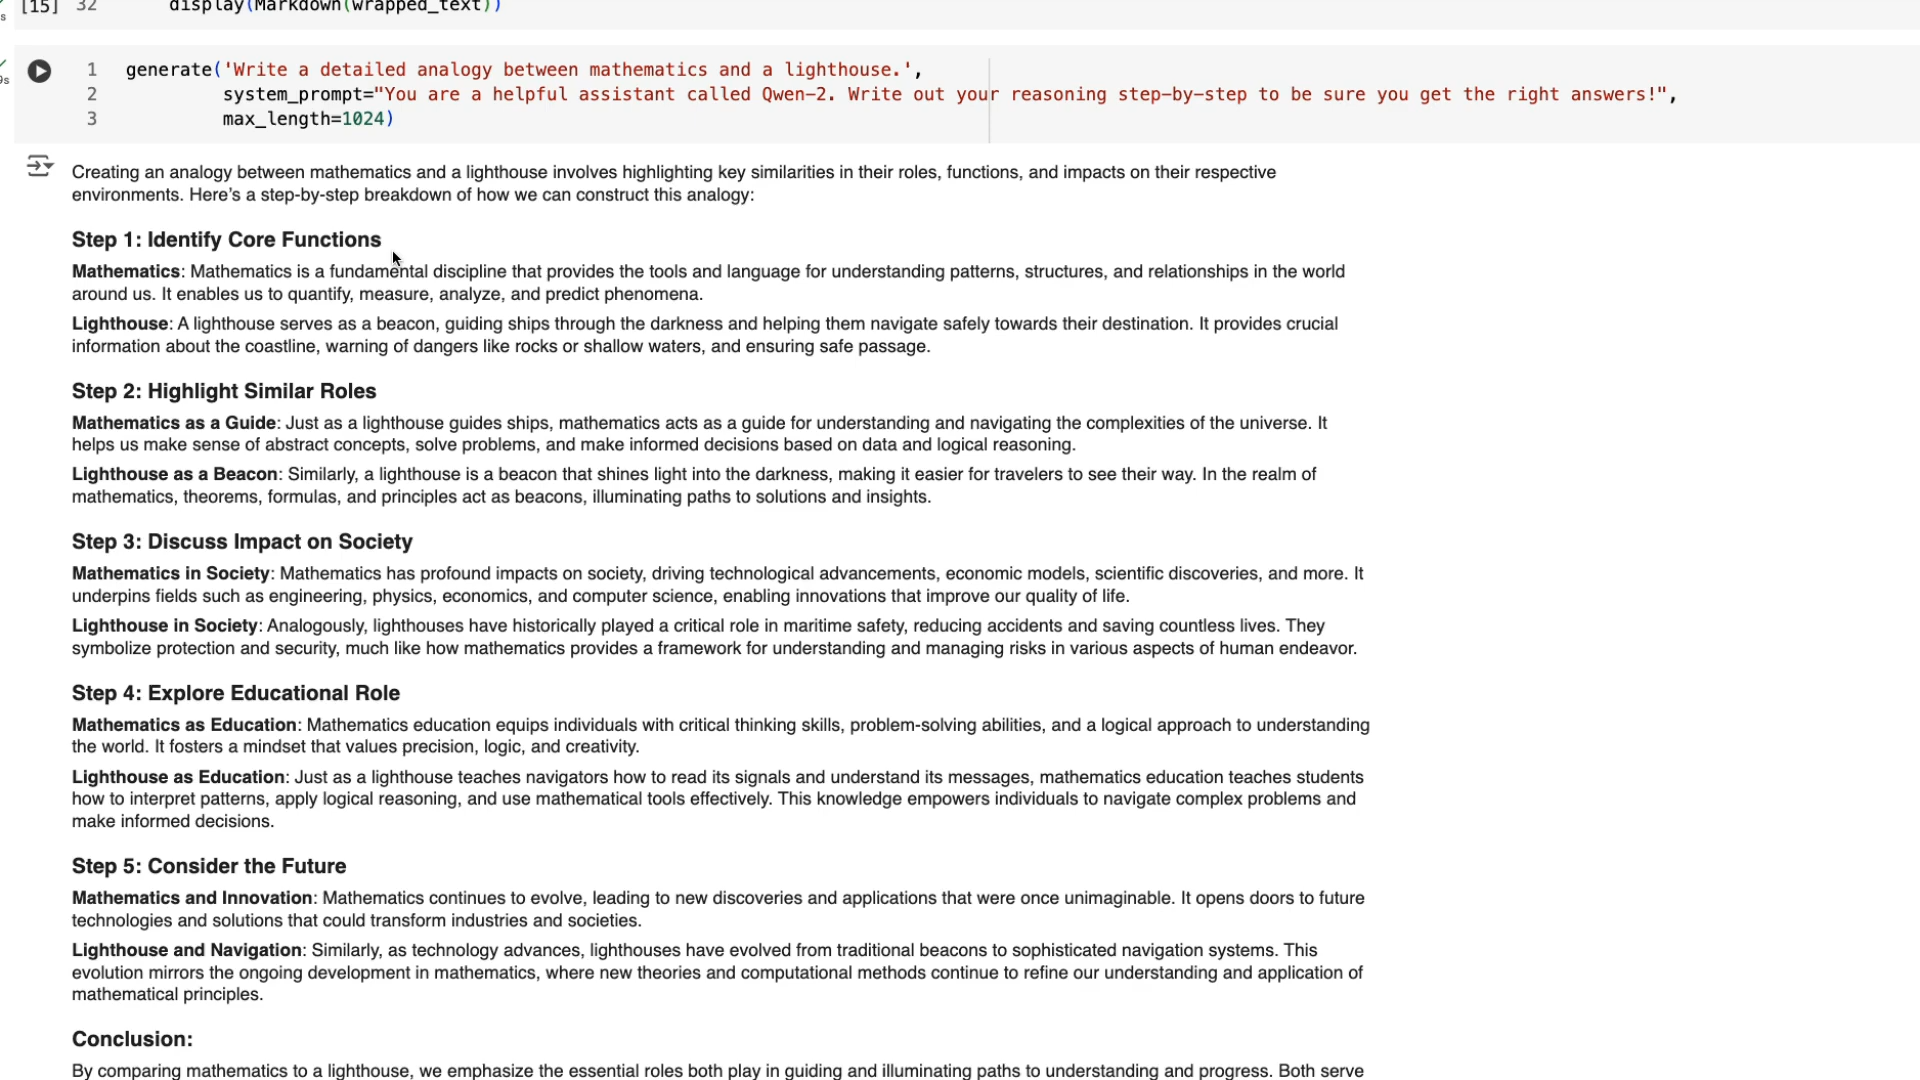 [15] 32 display(Markdown(wrapped_text))
1 generate('Write a detailed analogy between mathematics and a lighthouse.',
2 system_prompt="You are a helpful assistant called Qwen-2. Write out your reasoning step-by-step to be sure you get the right answers!",
3 max_length=1024)
Creating an analogy between mathematics and a lighthouse involves highlighting key similarities in their roles, functions, and impacts on their respective
environments. Here's a step-by-step breakdown of how we can construct this analogy:
Step 1: Identify Core Functions
Mathematics: Mathematics is a fundamental discipline that provides the tools and language for understanding patterns, structures, and relationships in the world
around us. It enables us to quantify, measure, analyze, and predict phenomena.
Lighthouse: A lighthouse serves as a beacon, guiding ships through the darkness and helping them navigate safely towards their destination. It provides crucial
information about the coastline, warning of dangers like rocks or shallow waters, and ensuring safe passage.
Step 2: Highlight Similar Roles
Mathematics as a Guide: Just as a lighthouse guides ships, mathematics acts as a guide for understanding and navigating the complexities of the universe. It
helps us make sense of abstract concepts, solve problems, and make informed decisions based on data and logical reasoning.
Lighthouse as a Beacon: Similarly, a lighthouse is a beacon that shines light into the darkness, making it easier for travelers to see their way. In the realm of
mathematics, theorems, formulas, and principles act as beacons, illuminating paths to solutions and insights.
Step 3: Discuss Impact on Society
Mathematics in Society: Mathematics has profound impacts on society, driving technological advancements, economic models, scientific discoveries, and more. It
underpins fields such as engineering, physics, economics, and computer science, enabling innovations that improve our quality of life.
Lighthouse in Society: Analogously, lighthouses have historically played a critical role in maritime safety, reducing accidents and saving countless lives. They
symbolize protection and security, much like how mathematics provides a framework for understanding and managing risks in various aspects of human endeavor.
Step 4: Explore Educational Role
Mathematics as Education: Mathematics education equips individuals with critical thinking skills, problem-solving abilities, and a logical approach to understanding
the world. It fosters a mindset that values precision, logic, and creativity.
Lighthouse as Education: Just as a lighthouse teaches navigators how to read its signals and understand its messages, mathematics education teaches students
how to interpret patterns, apply logical reasoning, and use mathematical tools effectively. This knowledge empowers individuals to navigate complex problems and
make informed decisions.
Step 5: Consider the Future
Mathematics and Innovation: Mathematics continues to evolve, leading to new discoveries and applications that were once unimaginable. It opens doors to future
technologies and solutions that could transform industries and societies.
Lighthouse and Navigation: Similarly, as technology advances, lighthouses have evolved from traditional beacons to sophisticated navigation systems. This
evolution mirrors the ongoing development in mathematics, where new theories and computational methods continue to refine our understanding and application of
mathematical principles.
Conclusion:
By comparing mathematics to a lighthouse, we emphasize the essential roles both play in guiding and illuminating paths to understanding and progress. Both serve